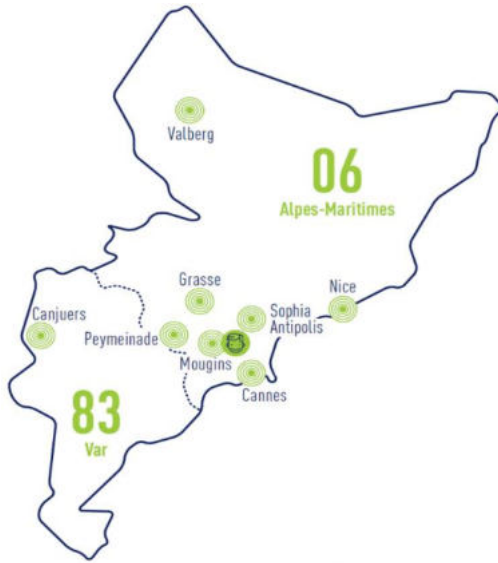 Valberg
06
Alpes-Maritimes
Grasse
Nice
Canjuers
Sophia
Antipolis
Peymeinade
Mougins
Cannes
83
Var